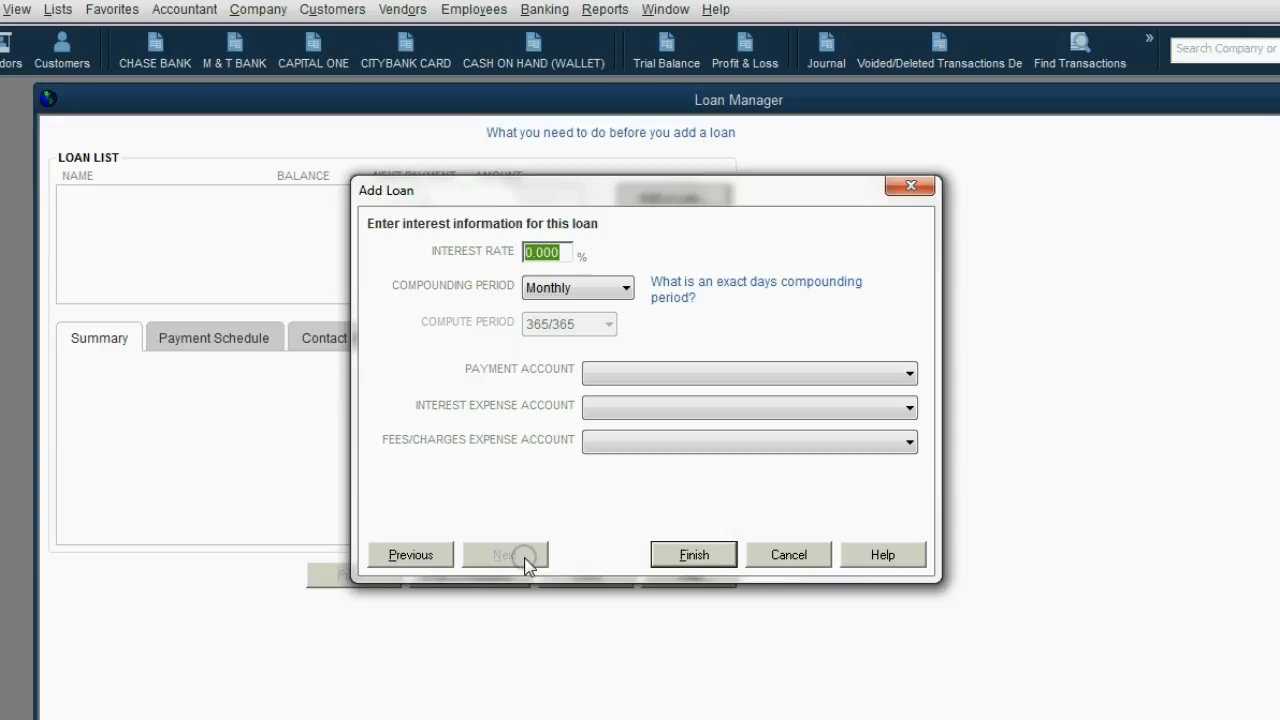 View Lists Favorites Accountant Company Customers Vendors Employees Banking Reports Window Help
dors Customers CHASE BANK M & T BANK CAPITAL ONE CITYBANK CARD CASH ON HAND (WALLET) Trial Balance Profit & Loss Journal Voided/Deleted Transactions De Find Transactions » Search Company or
Loan Manager
What you need to do before you add a loan
LOAN LIST
NAME BALANCE NEXT PAYMENT AMOUNT
Add Loan
Enter interest information for this loan
INTEREST RATE 0.000 %
COMPOUNDING PERIOD Monthly What is an exact days compounding
period?
COMPUTE PERIOD 365/365
Summary Payment Schedule Contact
PAYMENT ACCOUNT
INTEREST EXPENSE ACCOUNT
FEES/CHARGES EXPENSE ACCOUNT
Previous Next Finish Cancel Help